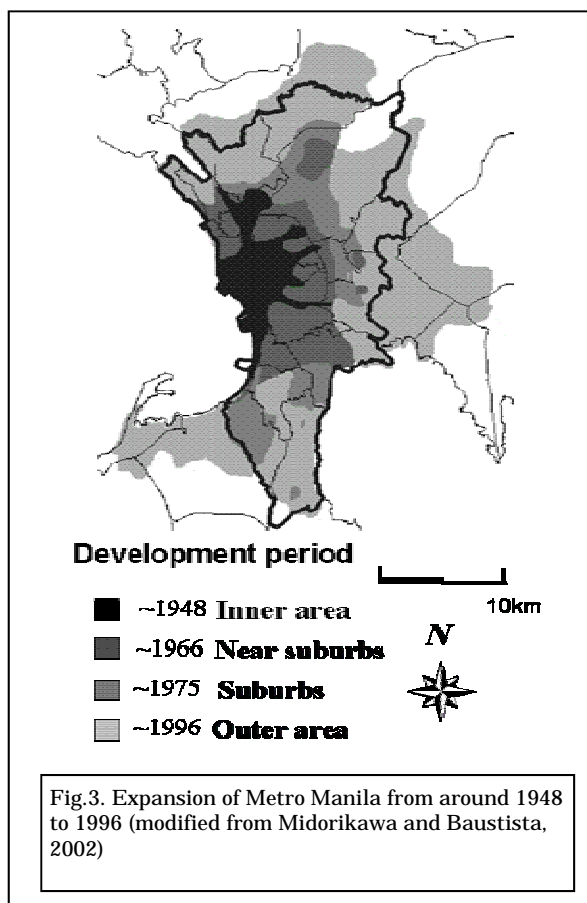 Development period
10km
~1948 Inner area
~1966 Near suburbs
~1975 Suburbs
~1996 Outer area
N
Fig.3. Expansion of Metro Manila from around 1948
to 1996 (modified from Midorikawa and Baustista,
2002)